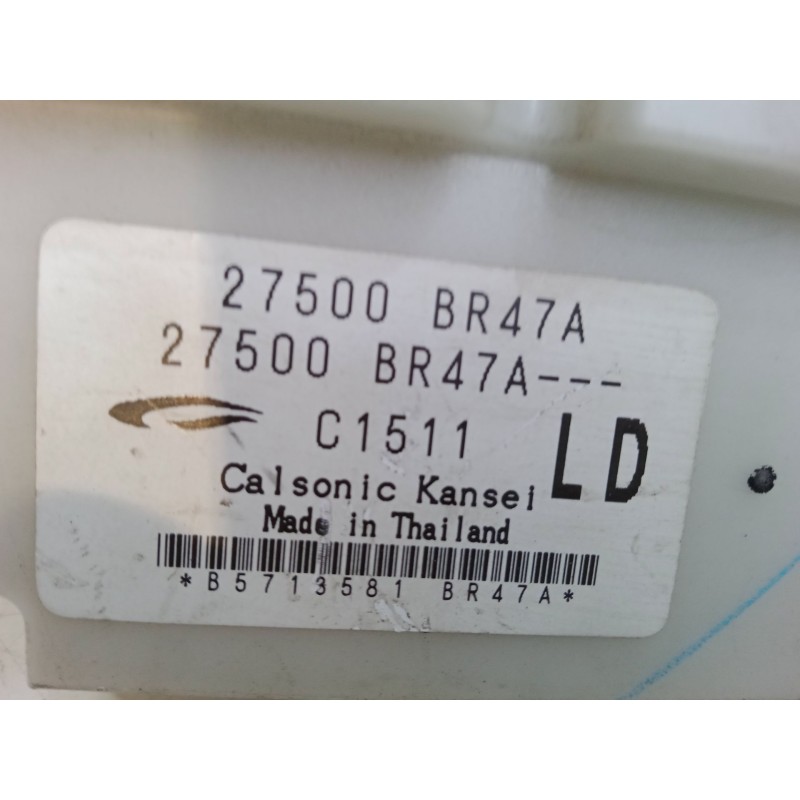 27500 BR47A
27500 BR47A---
C1511
LD
Calsonic Kansei
Made in Thailand
*B5713581 BR47A*